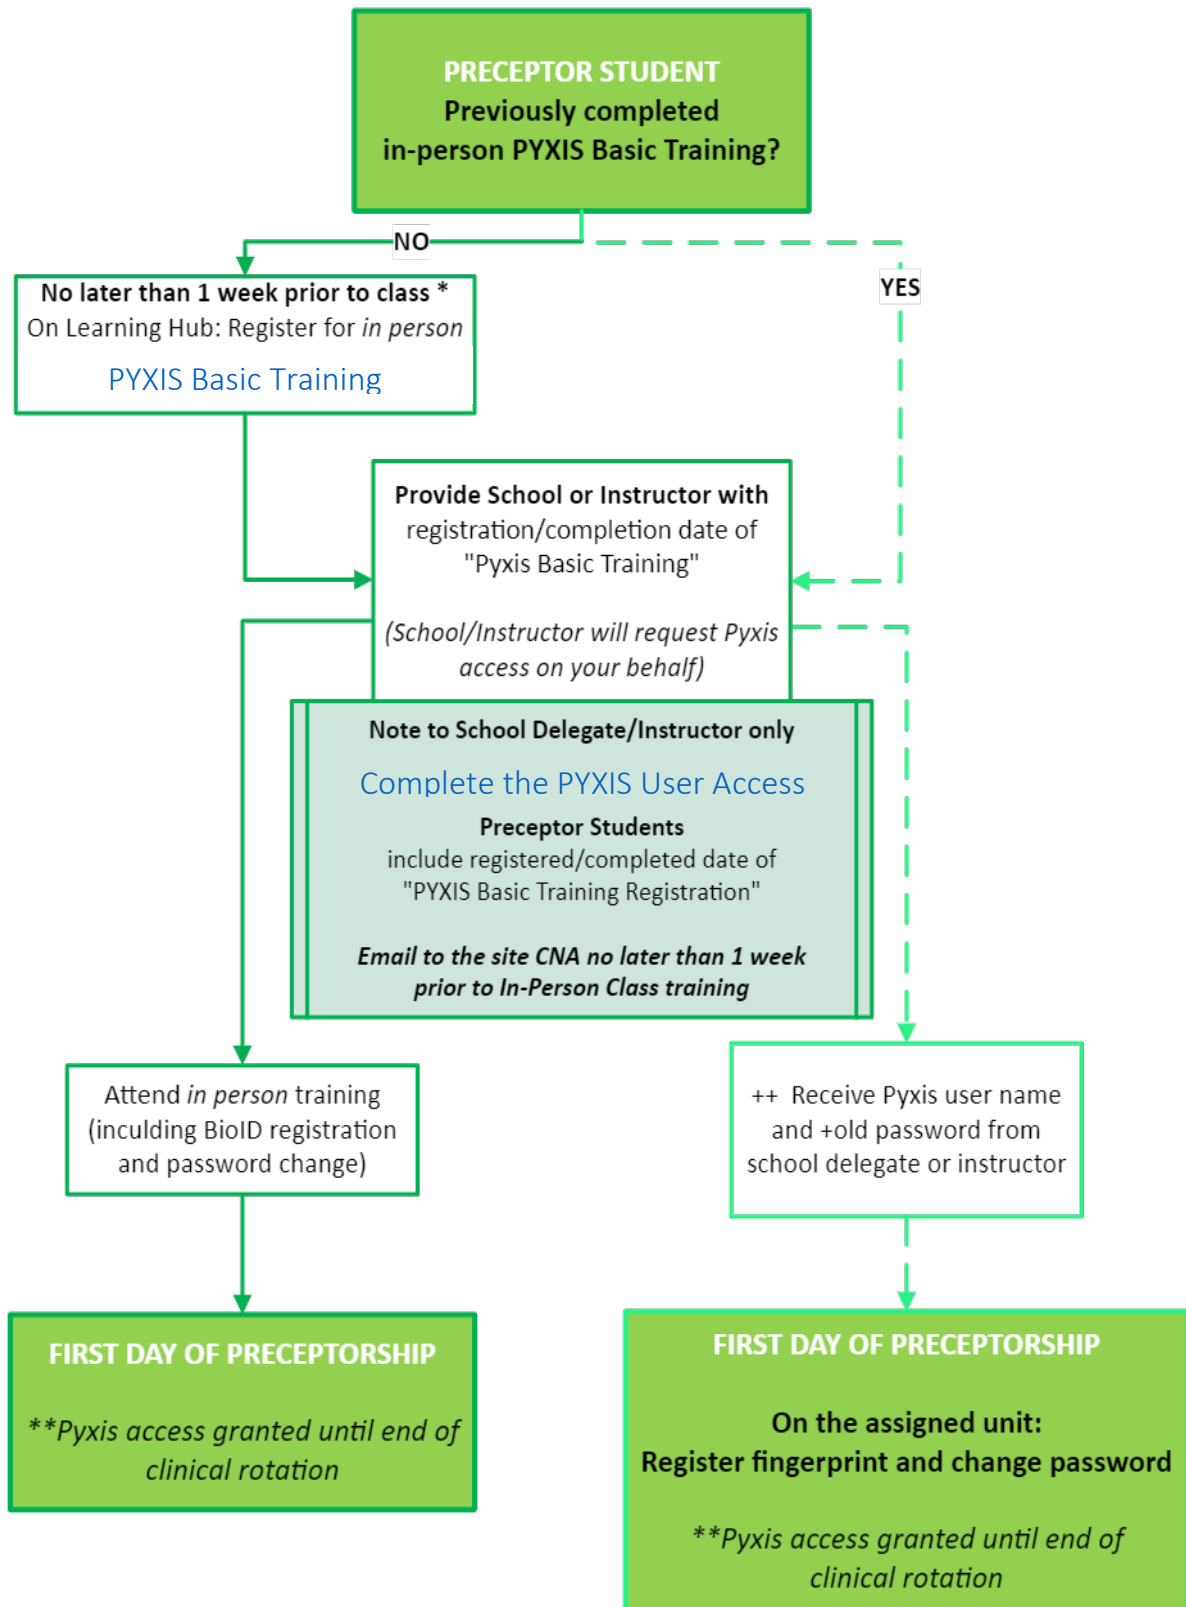 PRECEPTOR STUDENT
Previously completed
in-person PYXIS Basic Training?
NO
YES
No later than 1 week prior to class *
On Learning Hub: Register for in person
PYXIS Basic Training
Provide School or Instructor with
registration/completion date of
"Pyxis Basic Training"
(School/Instructor will request Pyxis
access on your behalf)
Note to School Delegate/Instructor only
Complete the PYXIS User Access
Preceptor Students
include registered/completed date of
"PYXIS Basic Training Registration"
Email to the site CNA no later than 1 week
prior to In-Person Class training
Attend in person training
(inculding BioID registration
and password change)
++ Receive Pyxis user name
and +old password from
school delegate or instructor
FIRST DAY OF PRECEPTORSHIP
**Pyxis access granted until end of
clinical rotation
FIRST DAY OF PRECEPTORSHIP
On the assigned unit:
Register fingerprint and change password
**Pyxis access granted until end of
clinical rotation